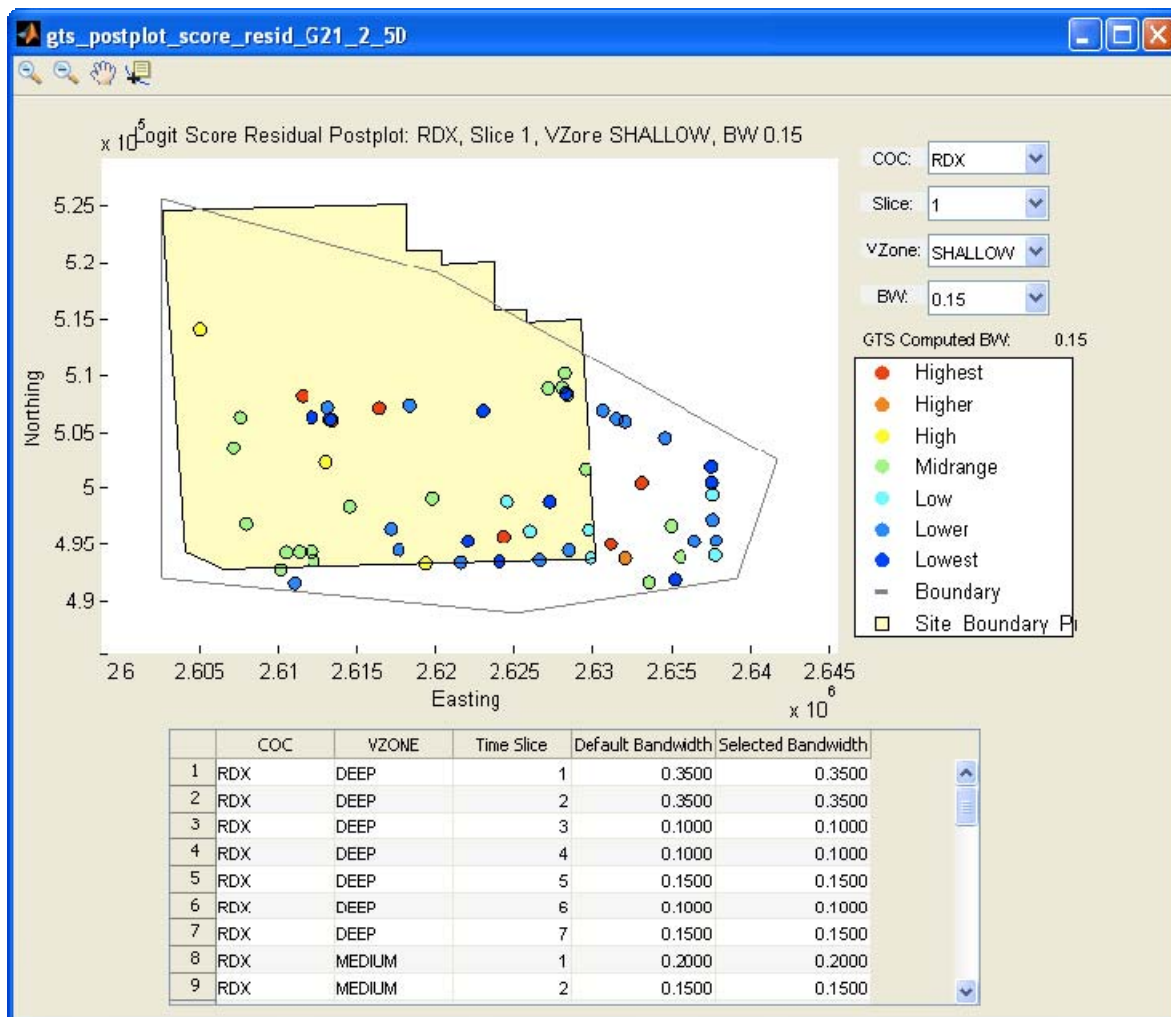 gts_postplot_score_resid_G21_2_5D
x 10^5
Logit Score Residual Postplot: RDX, Slice 1, VZone SHALLOW, BW 0.15
COC: RDX
Slice: 1
VZone: SHALLOW
BW: 0.15
GTS Computed BW: 0.15
Highest
Higher
High
Midrange
Low
Lower
Lowest
Boundary
Site Boundary
5.25
5.2
5.15
5.1
5.05
5
4.95
4.9
Northing
2.6 2.605 2.61 2.615 2.62 2.625 2.63 2.635 2.64 2.645
Easting
x 10^6
COC VZONE Time Slice Default Bandwidth Selected Bandwidth
1 RDX DEEP 1 0.3500 0.3500
2 RDX DEEP 2 0.3500 0.3500
3 RDX DEEP 3 0.1000 0.1000
4 RDX DEEP 4 0.1000 0.1000
5 RDX DEEP 5 0.1500 0.1500
6 RDX DEEP 6 0.1000 0.1000
7 RDX DEEP 7 0.1500 0.1500
8 RDX MEDIUM 1 0.2000 0.2000
9 RDX MEDIUM 2 0.1500 0.1500